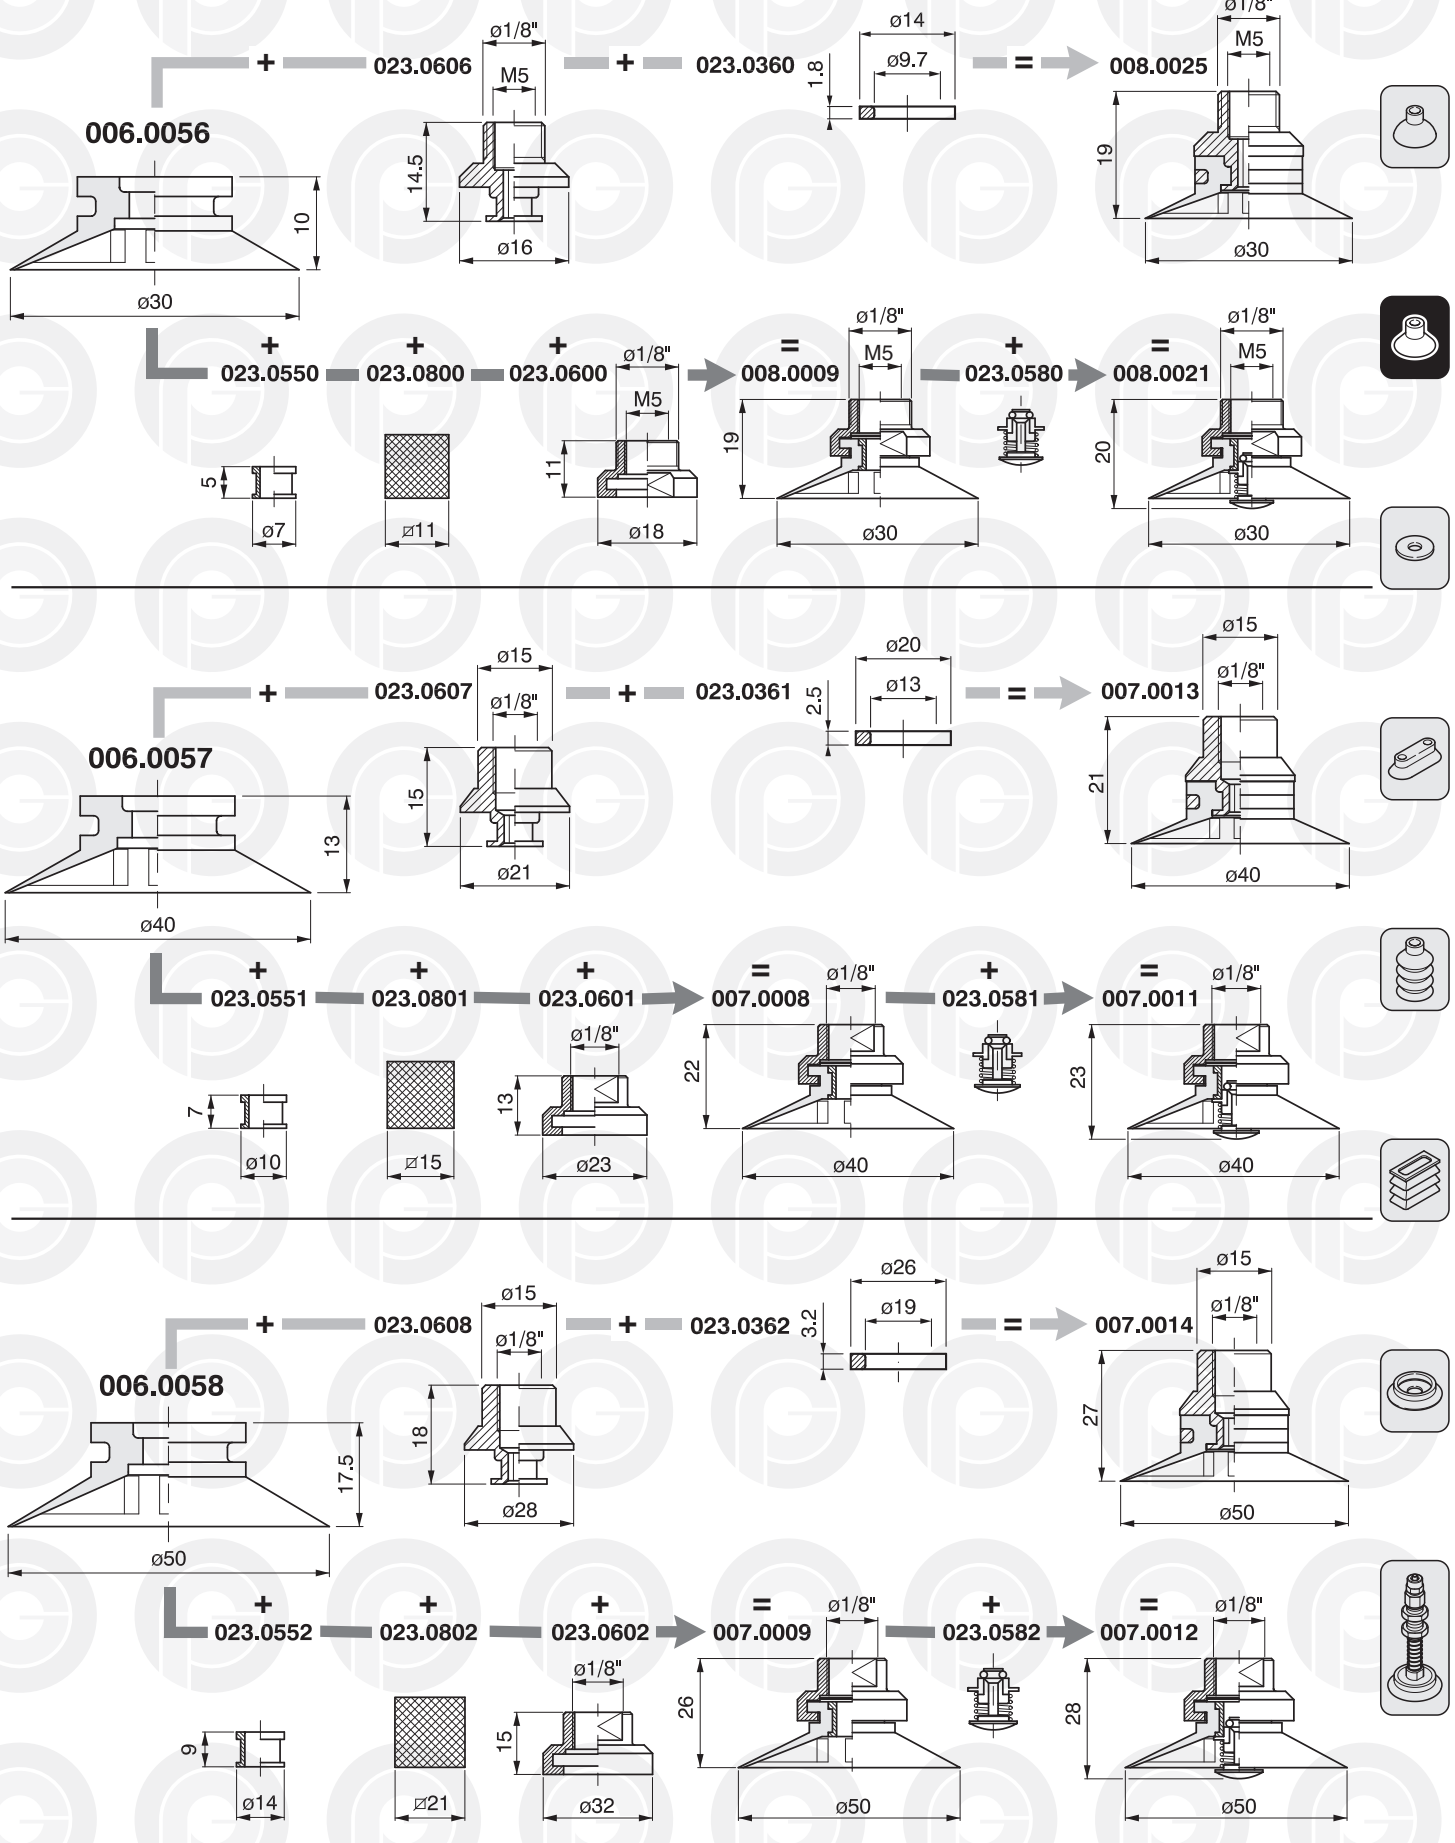 ø1/8"
M5
+ 023.0606 + 023.0360 = 008.0025
ø1/8"
M5
14.5
ø16
ø14
ø9.7
1.8
19
ø30
006.0056
10
ø30
+ + + = + =
023.0550 023.0800 023.0600 008.0009 023.0580 008.0021
5
ø7
□11
ø1/8"
M5
11
ø18
ø1/8"
M5
19
ø30
ø1/8"
M5
20
ø30
+ 023.0607 + 023.0361 = 007.0013
ø15
ø1/8"
15
ø21
ø20
ø13
2.5
ø15
ø1/8"
21
ø40
006.0057
13
ø40
+ + + = + =
023.0551 023.0801 023.0601 007.0008 023.0581 007.0011
7
ø10
□15
ø1/8"
13
ø23
ø1/8"
22
ø40
ø1/8"
23
ø40
+ 023.0608 + 023.0362 = 007.0014
ø15
ø1/8"
18
ø28
ø26
ø19
3.2
ø15
ø1/8"
27
ø50
006.0058
17.5
ø50
+ + + = + =
023.0552 023.0802 023.0602 007.0009 023.0582 007.0012
9
ø14
□21
ø1/8"
15
ø32
ø1/8"
26
ø50
ø1/8"
28
ø50